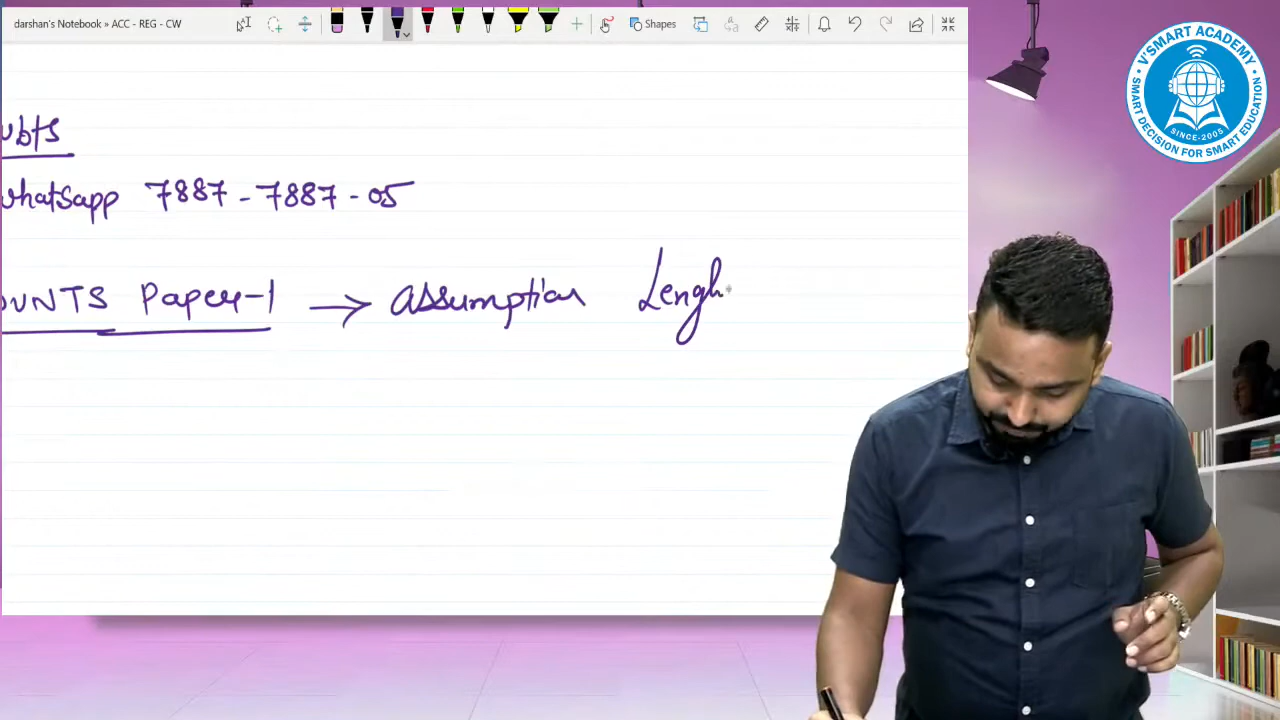 darshan's Notebook » ACC - REG - CW
Shapes
ubts
whatsapp 7887 - 7887 - 05
OUNTS Paper-1 → Assumption Lengh
V'SMART ACADEMY
SINCE-2005
SMART DECISION FOR SMART EDUCATION